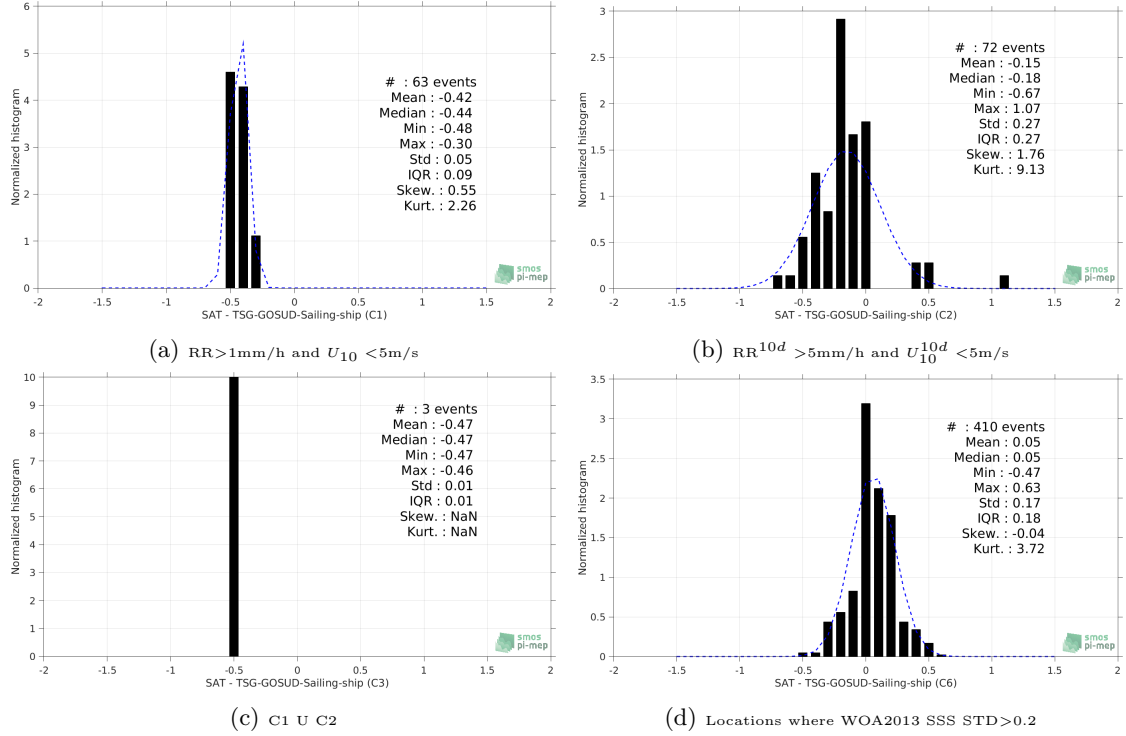 6
5
4
3
2
1
0
-2
-1.5
-1
-0.5
0
0.5
1
1.5
2
Normalized histogram
SAT - TSG-GOSUD-Sailing-ship (C1)
# : 63 events
Mean : -0.42
Median : -0.44
Min : -0.48
Max : -0.30
Std : 0.05
IQR : 0.09
Skew. : 0.55
Kurt. : 2.26
smos
pi-mep
(a) RR>1mm/h and U10 <5m/s
3
2.5
2
1.5
1
0.5
0
-2
-1.5
-1
-0.5
0
0.5
1
1.5
2
Normalized histogram
SAT - TSG-GOSUD-Sailing-ship (C2)
# : 72 events
Mean : -0.15
Median : -0.18
Min : -0.67
Max : 1.07
Std : 0.27
IQR : 0.27
Skew. : 1.76
Kurt. : 9.13
smos
pi-mep
(b) RR^10d >5mm/h and U10^10d <5m/s
10
9
8
7
6
5
4
3
2
1
0
-2
-1.5
-1
-0.5
0
0.5
1
1.5
2
Normalized histogram
SAT - TSG-GOSUD-Sailing-ship (C3)
# : 3 events
Mean : -0.47
Median : -0.47
Min : -0.47
Max : -0.46
Std : 0.01
IQR : 0.01
Skew. : NaN
Kurt. : NaN
smos
pi-mep
(c) C1 U C2
3.5
3
2.5
2
1.5
1
0.5
0
-2
-1.5
-1
-0.5
0
0.5
1
1.5
2
Normalized histogram
SAT - TSG-GOSUD-Sailing-ship (C6)
# : 410 events
Mean : 0.05
Median : 0.05
Min : -0.47
Max : 0.63
Std : 0.17
IQR : 0.18
Skew. : -0.04
Kurt. : 3.72
smos
pi-mep
(d) Locations where WOA2013 SSS STD>0.2